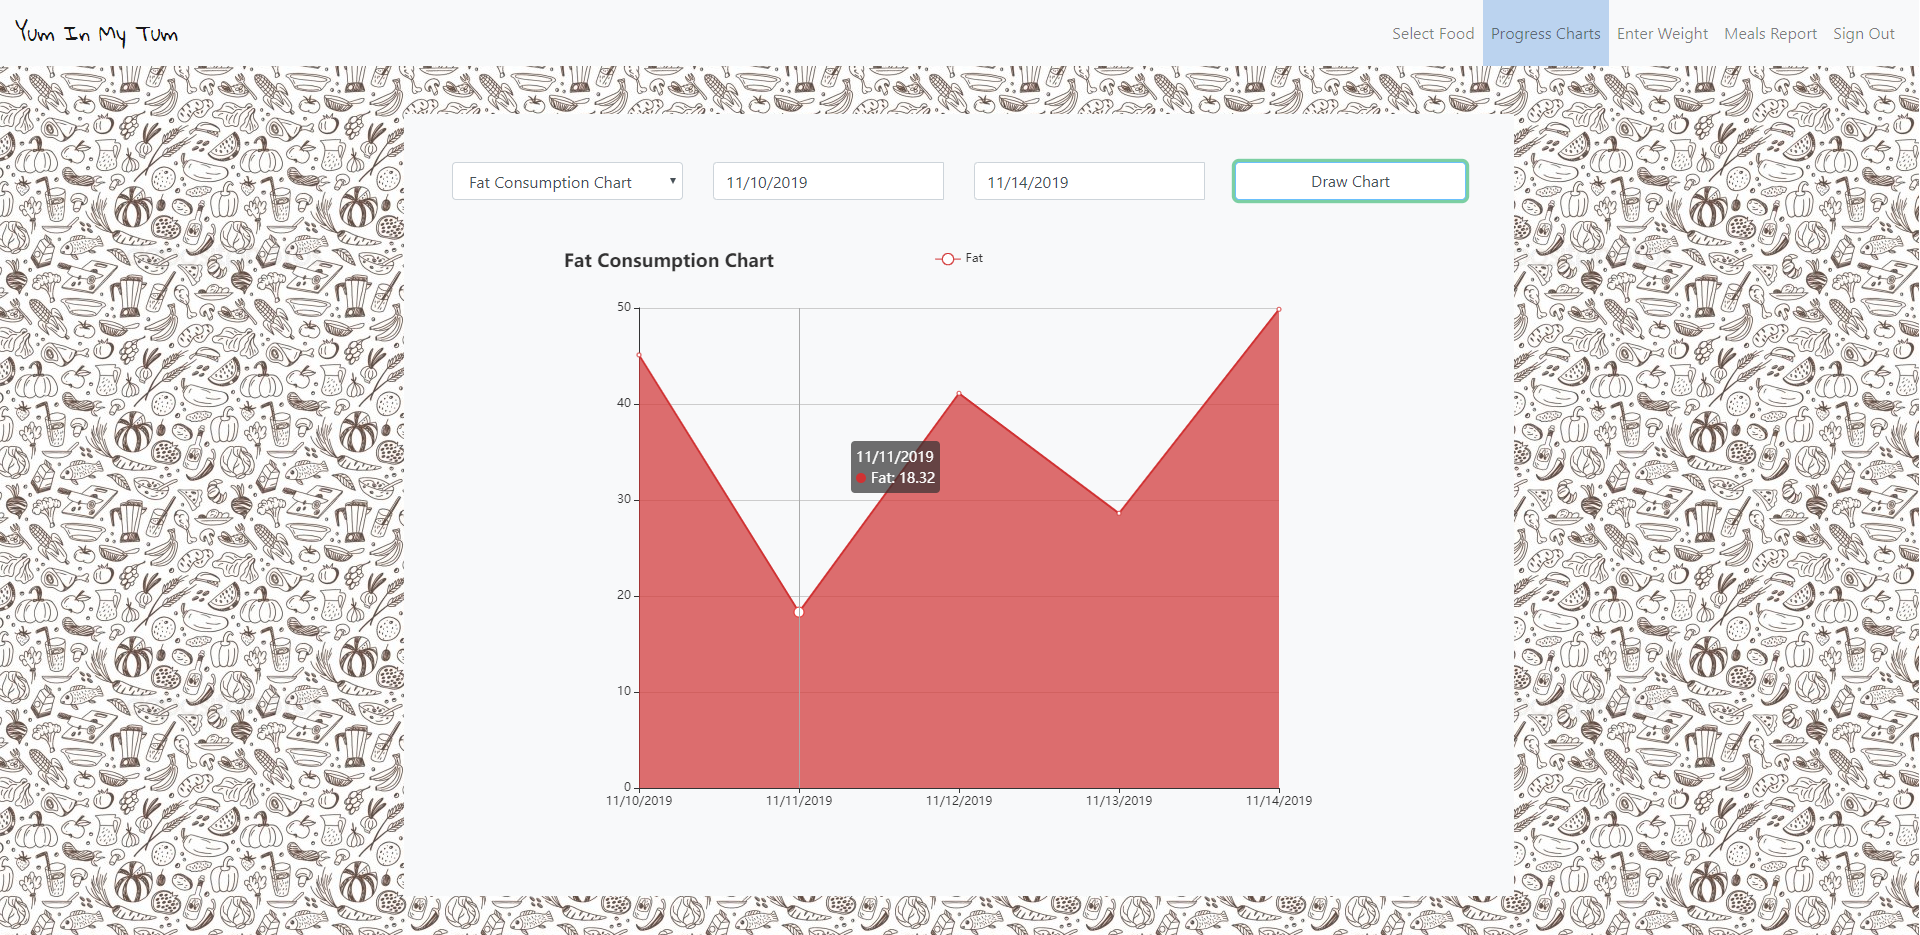 Yum In My Tum
Select Food Progress Charts Enter Weight Meals Report Sign Out
Fat Consumption Chart 11/10/2019 11/14/2019 Draw Chart
Fat Consumption Chart
Fat
50
40
30
20
10
0
11/11/2019
Fat: 18.32
11/10/2019 11/11/2019 11/12/2019 11/13/2019 11/14/2019